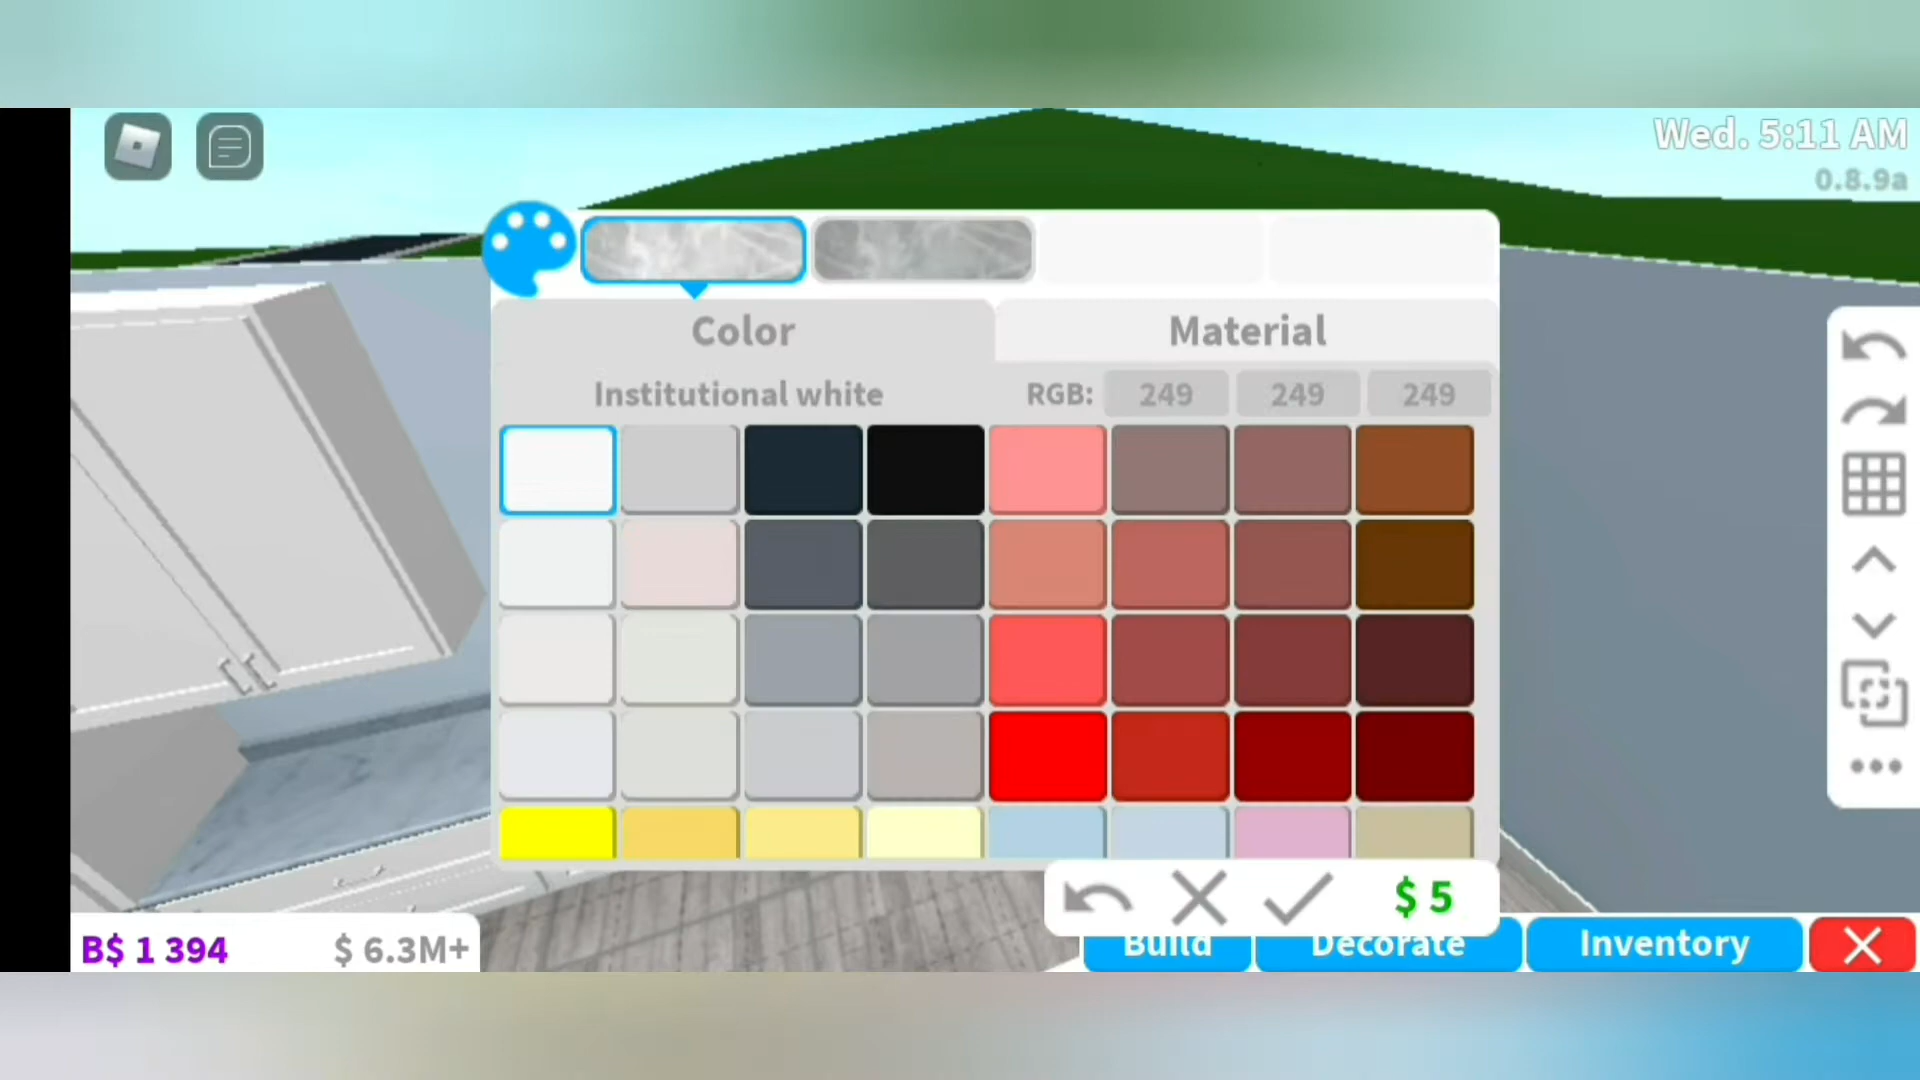 Wed. 5:11 AM
0.8.9a
Color
Material
Institutional white
RGB: 249 249 249
$ 5
B$ 1 394
$ 6.3M+
Build
Decorate
Inventory